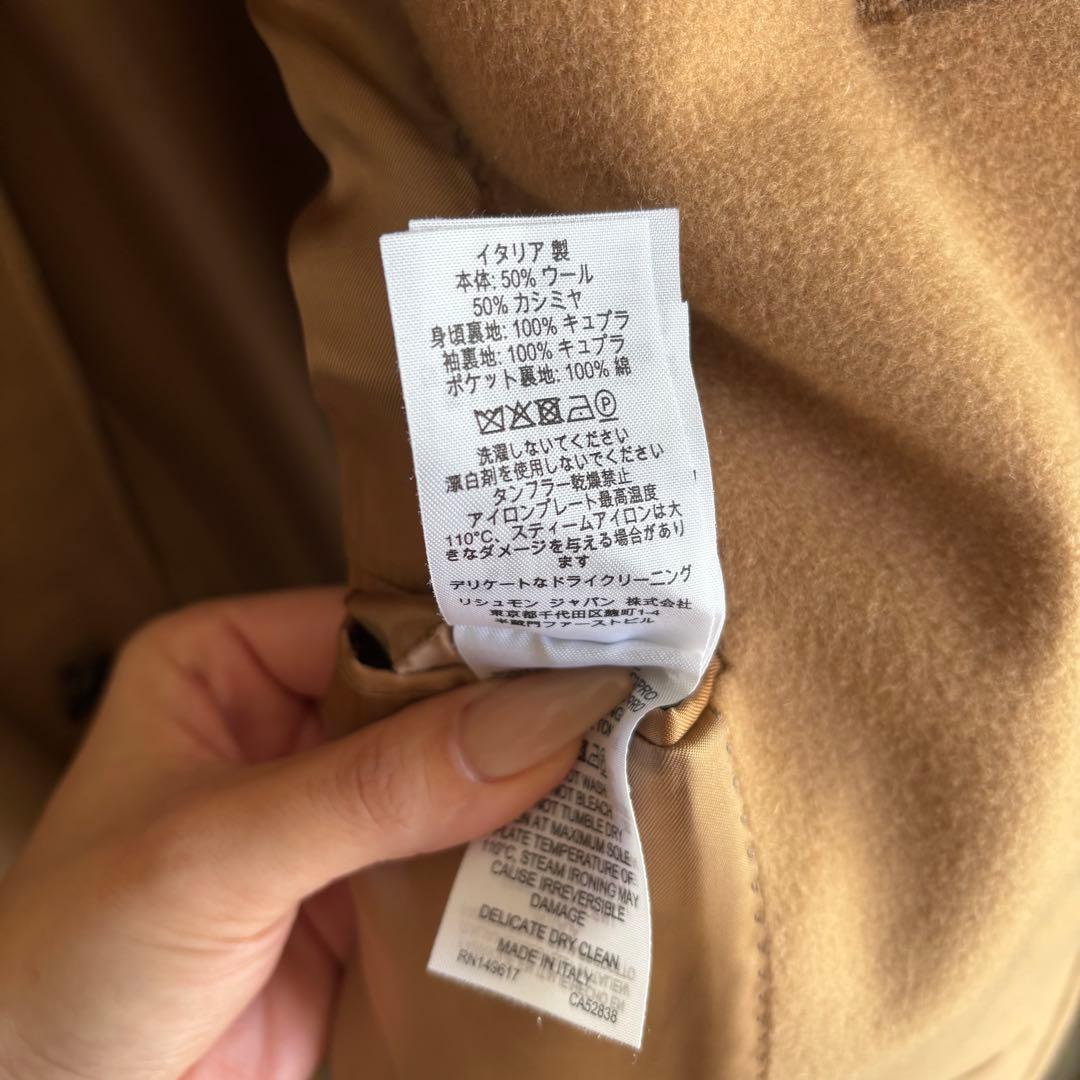 イタリア 製
本体: 50% ウール
50% カシミヤ
身頃裏地: 100% キュプラ
袖裏地: 100% キュプラ
ポケット裏地: 100% 綿
洗濯しないてください
漂白剤を使用しないでください
タンフラー乾燥禁止
アイロンプレート最高温度
110°C、スティームアイロンは大
きなダメージを与える場合があり
ます
デリケートなドライクリーニング
リシュモン ジャパン 株式会社
東京都千代田区麹町1-4
半蔵門ファーストビル
WASH
NOT BLEACH
NOT TUMBLE DRY
AT MAXIMUM SOLE
PLATE TEMPERATURE OF
110°C, STEAM IRONING MAY
CAUSE IRREVERSIBLE
DAMAGE
DELICATE DRY CLEAN
MADE IN ITALY
RN149617
CA52838